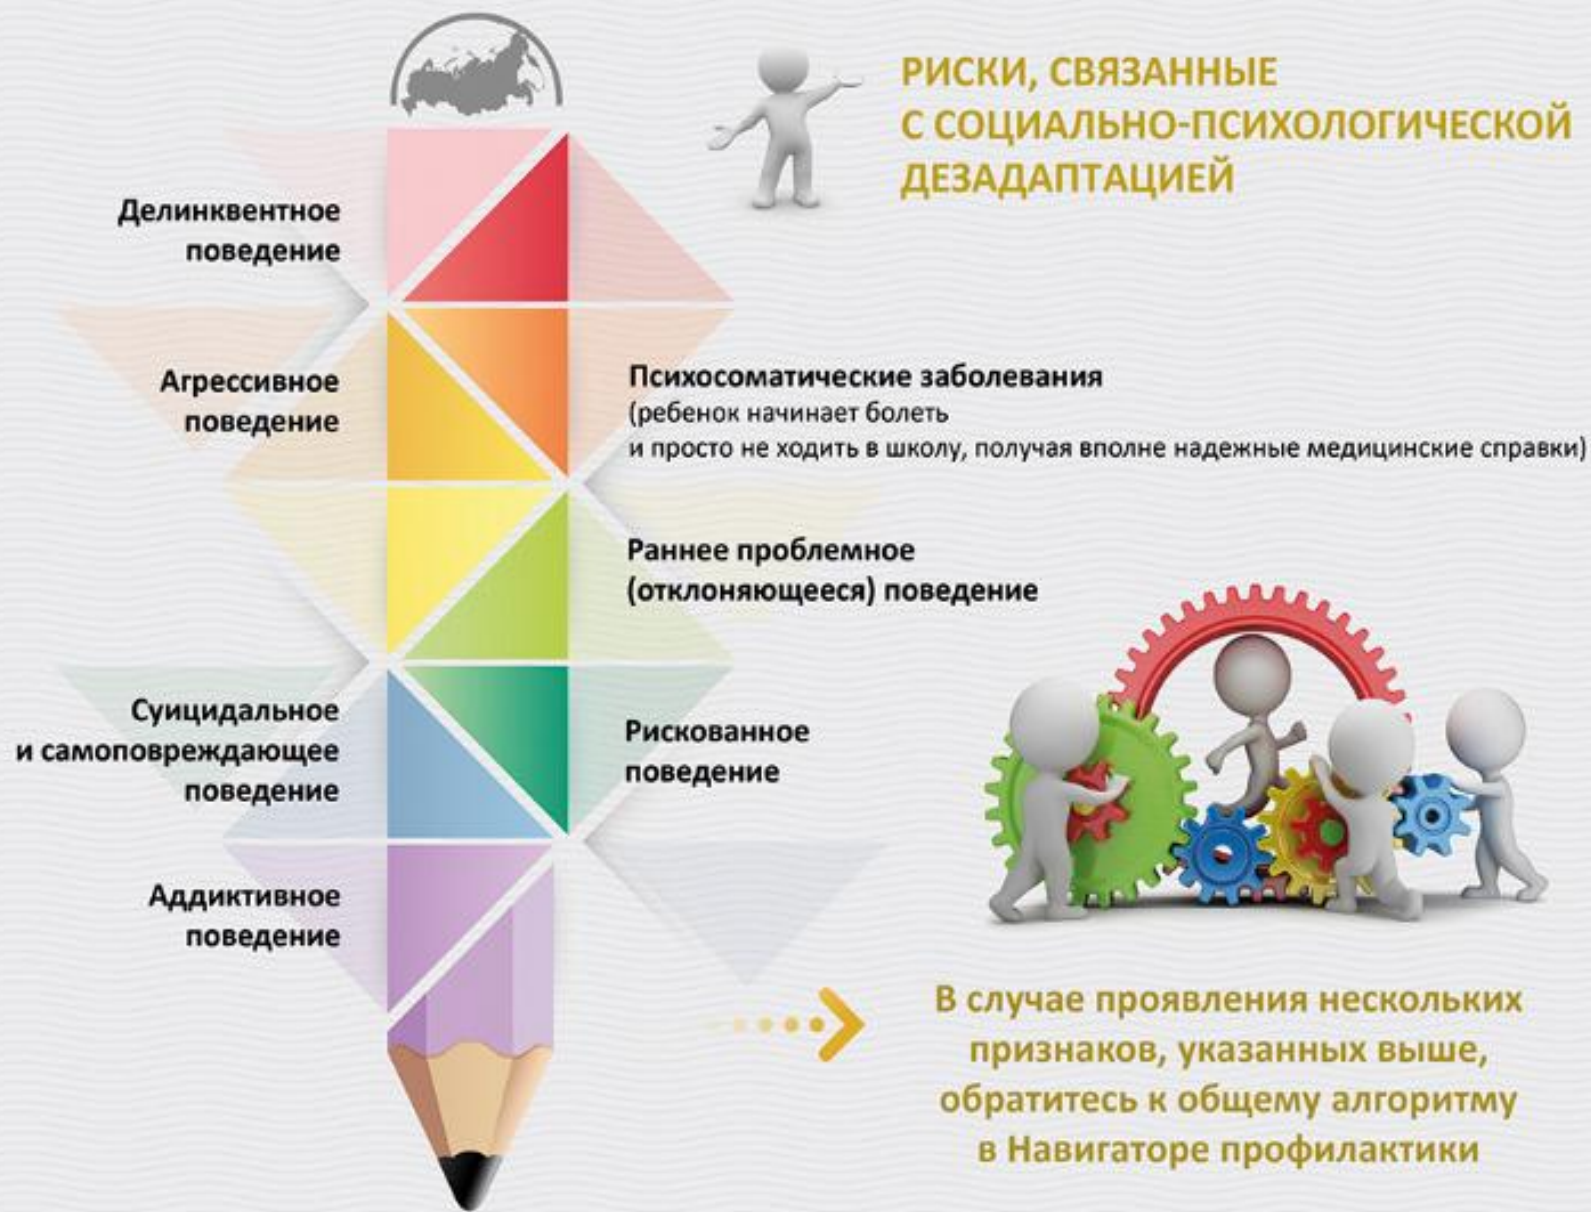 РИСКИ, СВЯЗАННЫЕ
С СОЦИАЛЬНО-ПСИХОЛОГИЧЕСКОЙ
ДЕЗАДАПТАЦИЕЙ
Делинквентное
поведение
Агрессивное
поведение
Психосоматические заболевания
(ребенок начинает болеть
и просто не ходить в школу, получая вполне надежные медицинские справки)
Раннее проблемное
(отклоняющееся) поведение
Суицидальное
и самоповреждающее
поведение
Рискованное
поведение
Аддиктивное
поведение
В случае проявления нескольких
признаков, указанных выше,
обратитесь к общему алгоритму
в Навигаторе профилактики